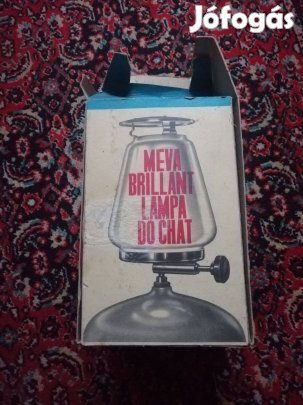 Jófogás
MEVA
BRILLANT
LAMPA
DO CHAT